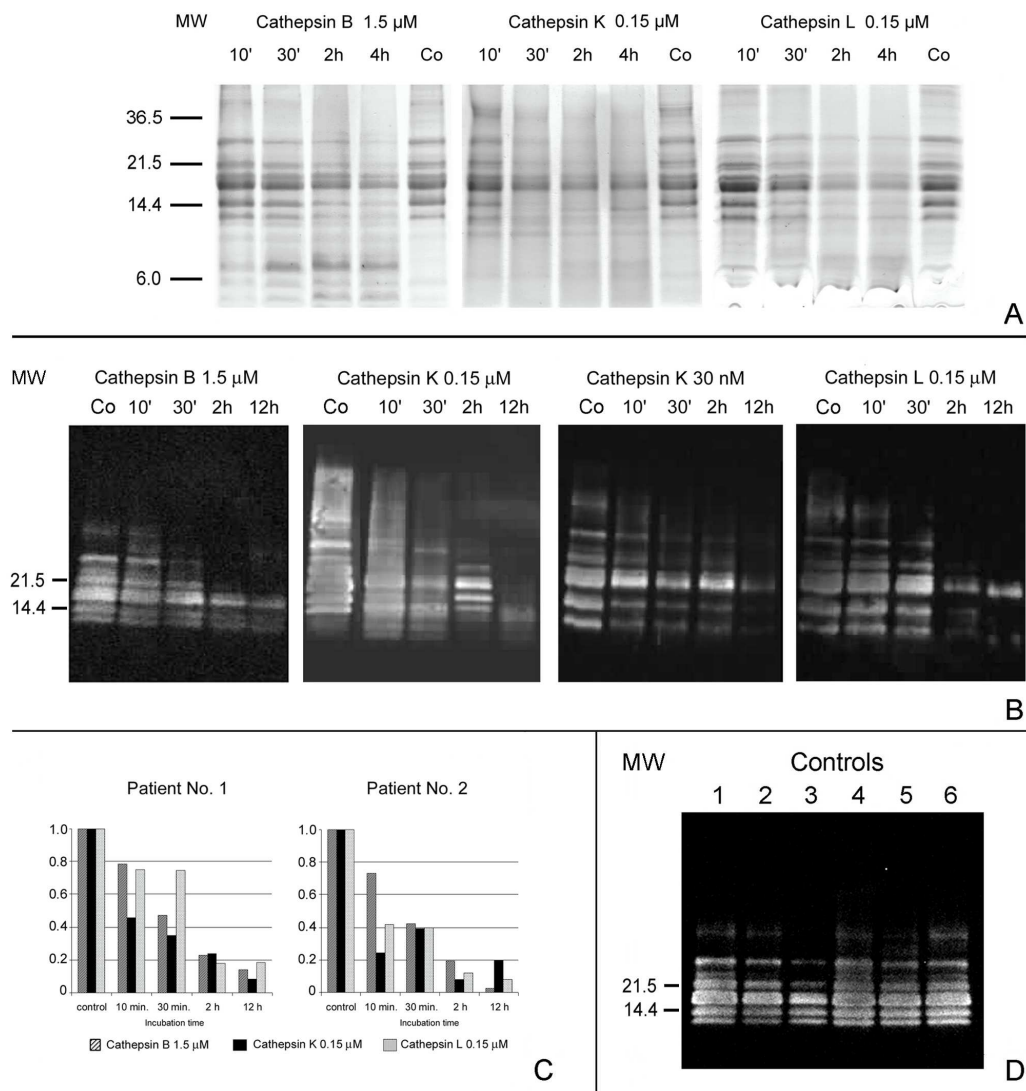 MW Cathepsin B 1.5 µM Cathepsin K 0.15 µM Cathepsin L 0.15 µM
10' 30' 2h 4h Co 10' 30' 2h 4h Co 10' 30' 2h 4h Co
36.5
21.5
14.4
6.0
A
MW Cathepsin B 1.5 µM Cathepsin K 0.15 µM Cathepsin K 30 nM Cathepsin L 0.15 µM
Co 10' 30' 2h 12h Co 10' 30' 2h 12h Co 10' 30' 2h 12h Co 10' 30' 2h 12h
21.5
14.4
B
Patient No. 1 Patient No. 2
1.0 1.0
0.8 0.8
0.6 0.6
0.4 0.4
0.2 0.2
0 0
control 10 min. 30 min. 2 h 12 h control 10 min. 30 min. 2 h 12 h
Incubation time Incubation time
Cathepsin B 1.5 µM Cathepsin K 0.15 µM Cathepsin L 0.15 µM
C
MW Controls
1 2 3 4 5 6
21.5
14.4
D